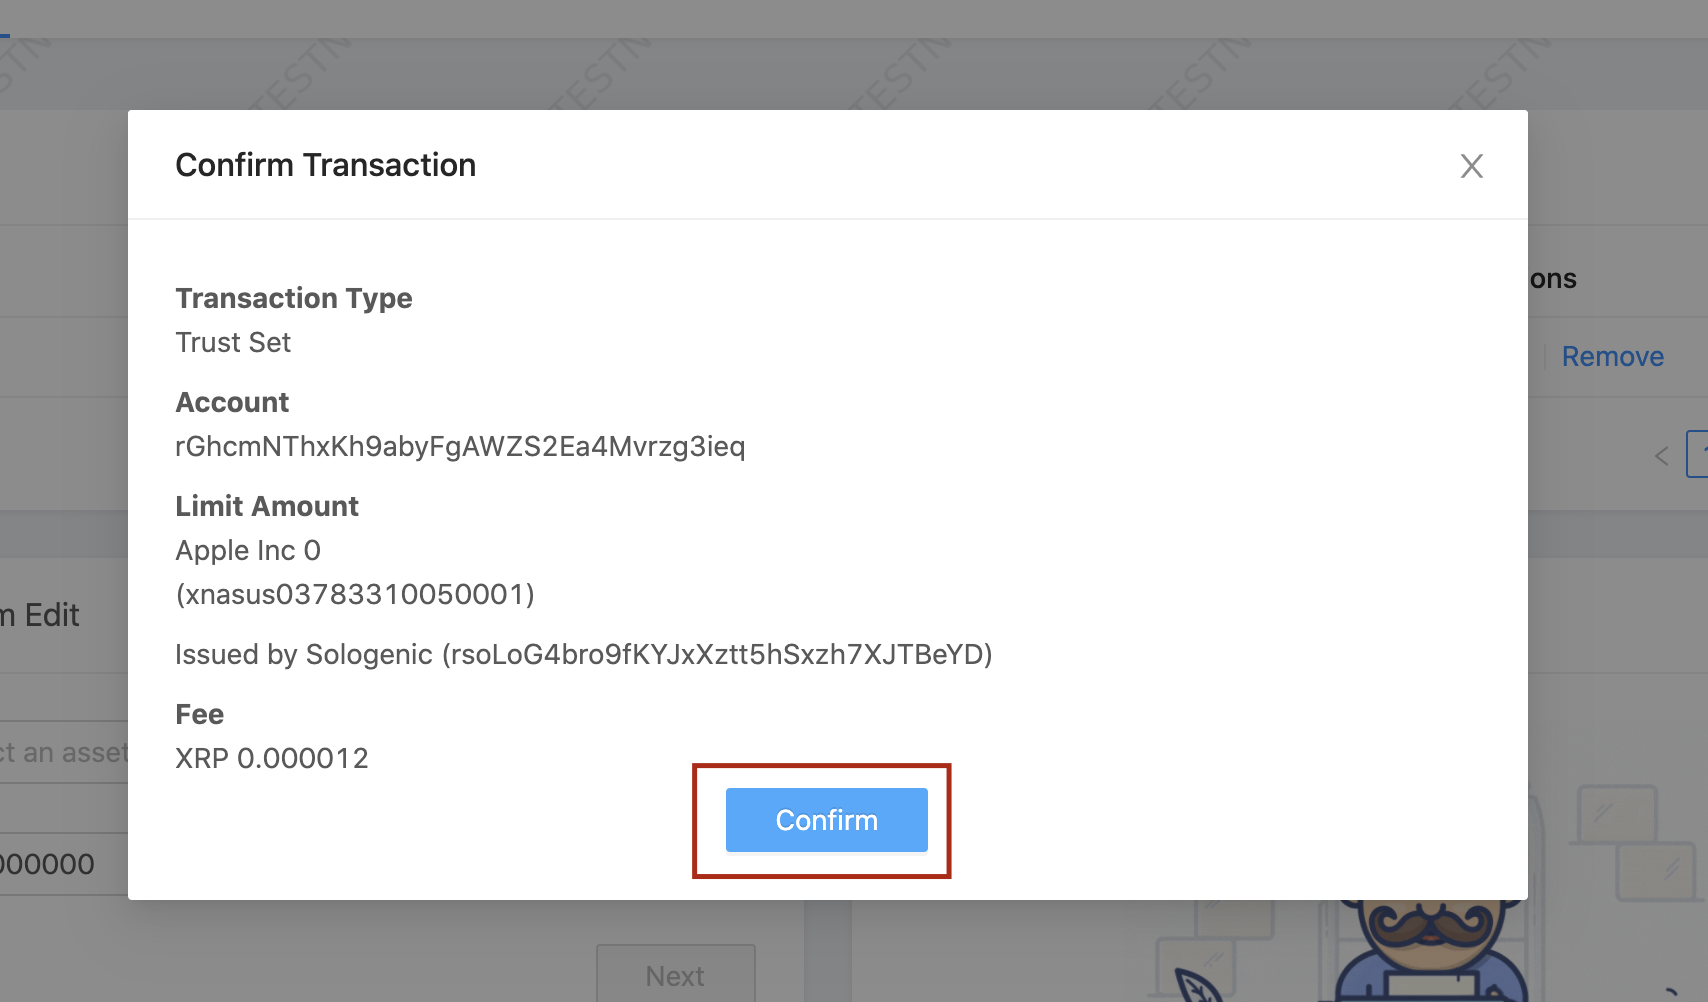 TESTN TESTN TESTN TESTN TESTN
Confirm Transaction
Transaction Type
Trust Set
Account
rGhcmNThxKh9abyFgAWZS2Ea4Mvrzg3ieq
Limit Amount
Apple Inc 0
(xnasus03783310050001)
Issued by Sologenic (rsoLoG4bro9fKYJxXztt5hSxzh7XJTBeYD)
Fee
XRP 0.000012
Confirm
ons
Remove
<
m Edit
ct an asset
000000
Next